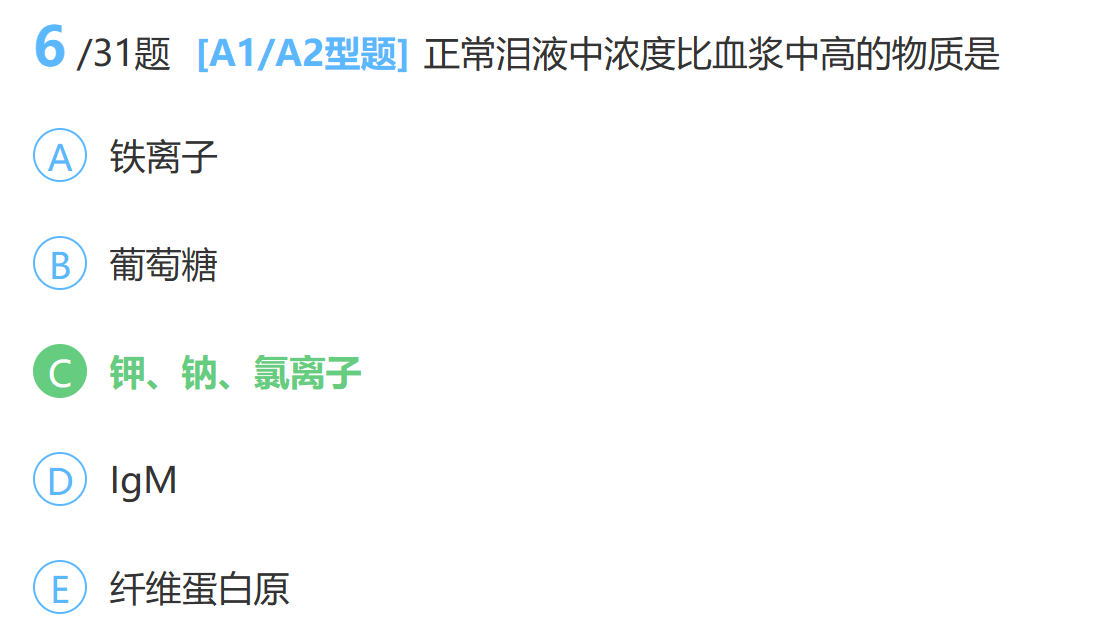 6 /31题 [A1/A2型题] 正常泪液中浓度比血浆中高的物质是
A 铁离子
B 葡萄糖
C 钾、钠、氯离子
D IgM
E 纤维蛋白原